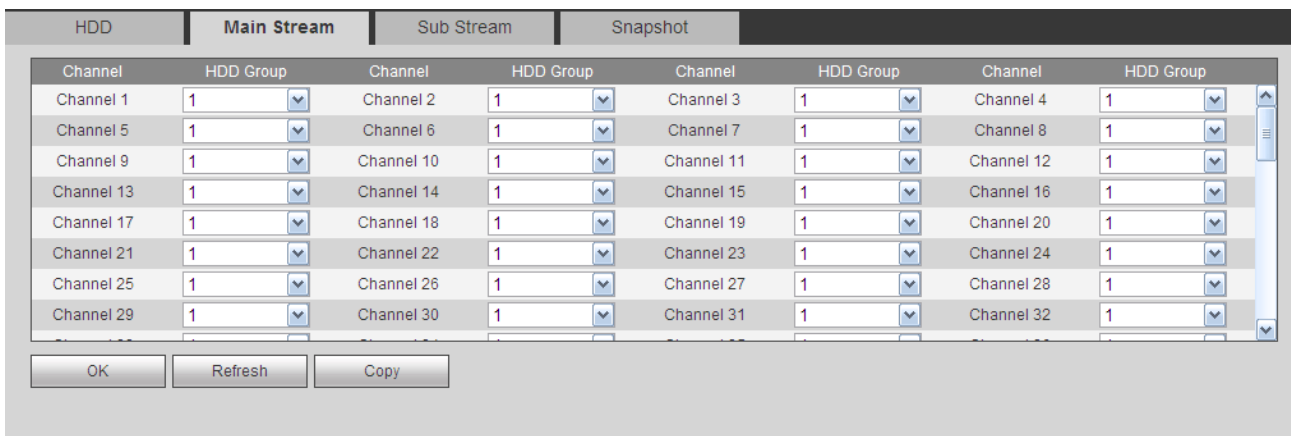 HDD Main Stream Sub Stream Snapshot
Channel HDD Group Channel HDD Group Channel HDD Group Channel HDD Group
Channel 1 1 Channel 2 1 Channel 3 1 Channel 4 1
Channel 5 1 Channel 6 1 Channel 7 1 Channel 8 1
Channel 9 1 Channel 10 1 Channel 11 1 Channel 12 1
Channel 13 1 Channel 14 1 Channel 15 1 Channel 16 1
Channel 17 1 Channel 18 1 Channel 19 1 Channel 20 1
Channel 21 1 Channel 22 1 Channel 23 1 Channel 24 1
Channel 25 1 Channel 26 1 Channel 27 1 Channel 28 1
Channel 29 1 Channel 30 1 Channel 31 1 Channel 32 1
OK Refresh Copy